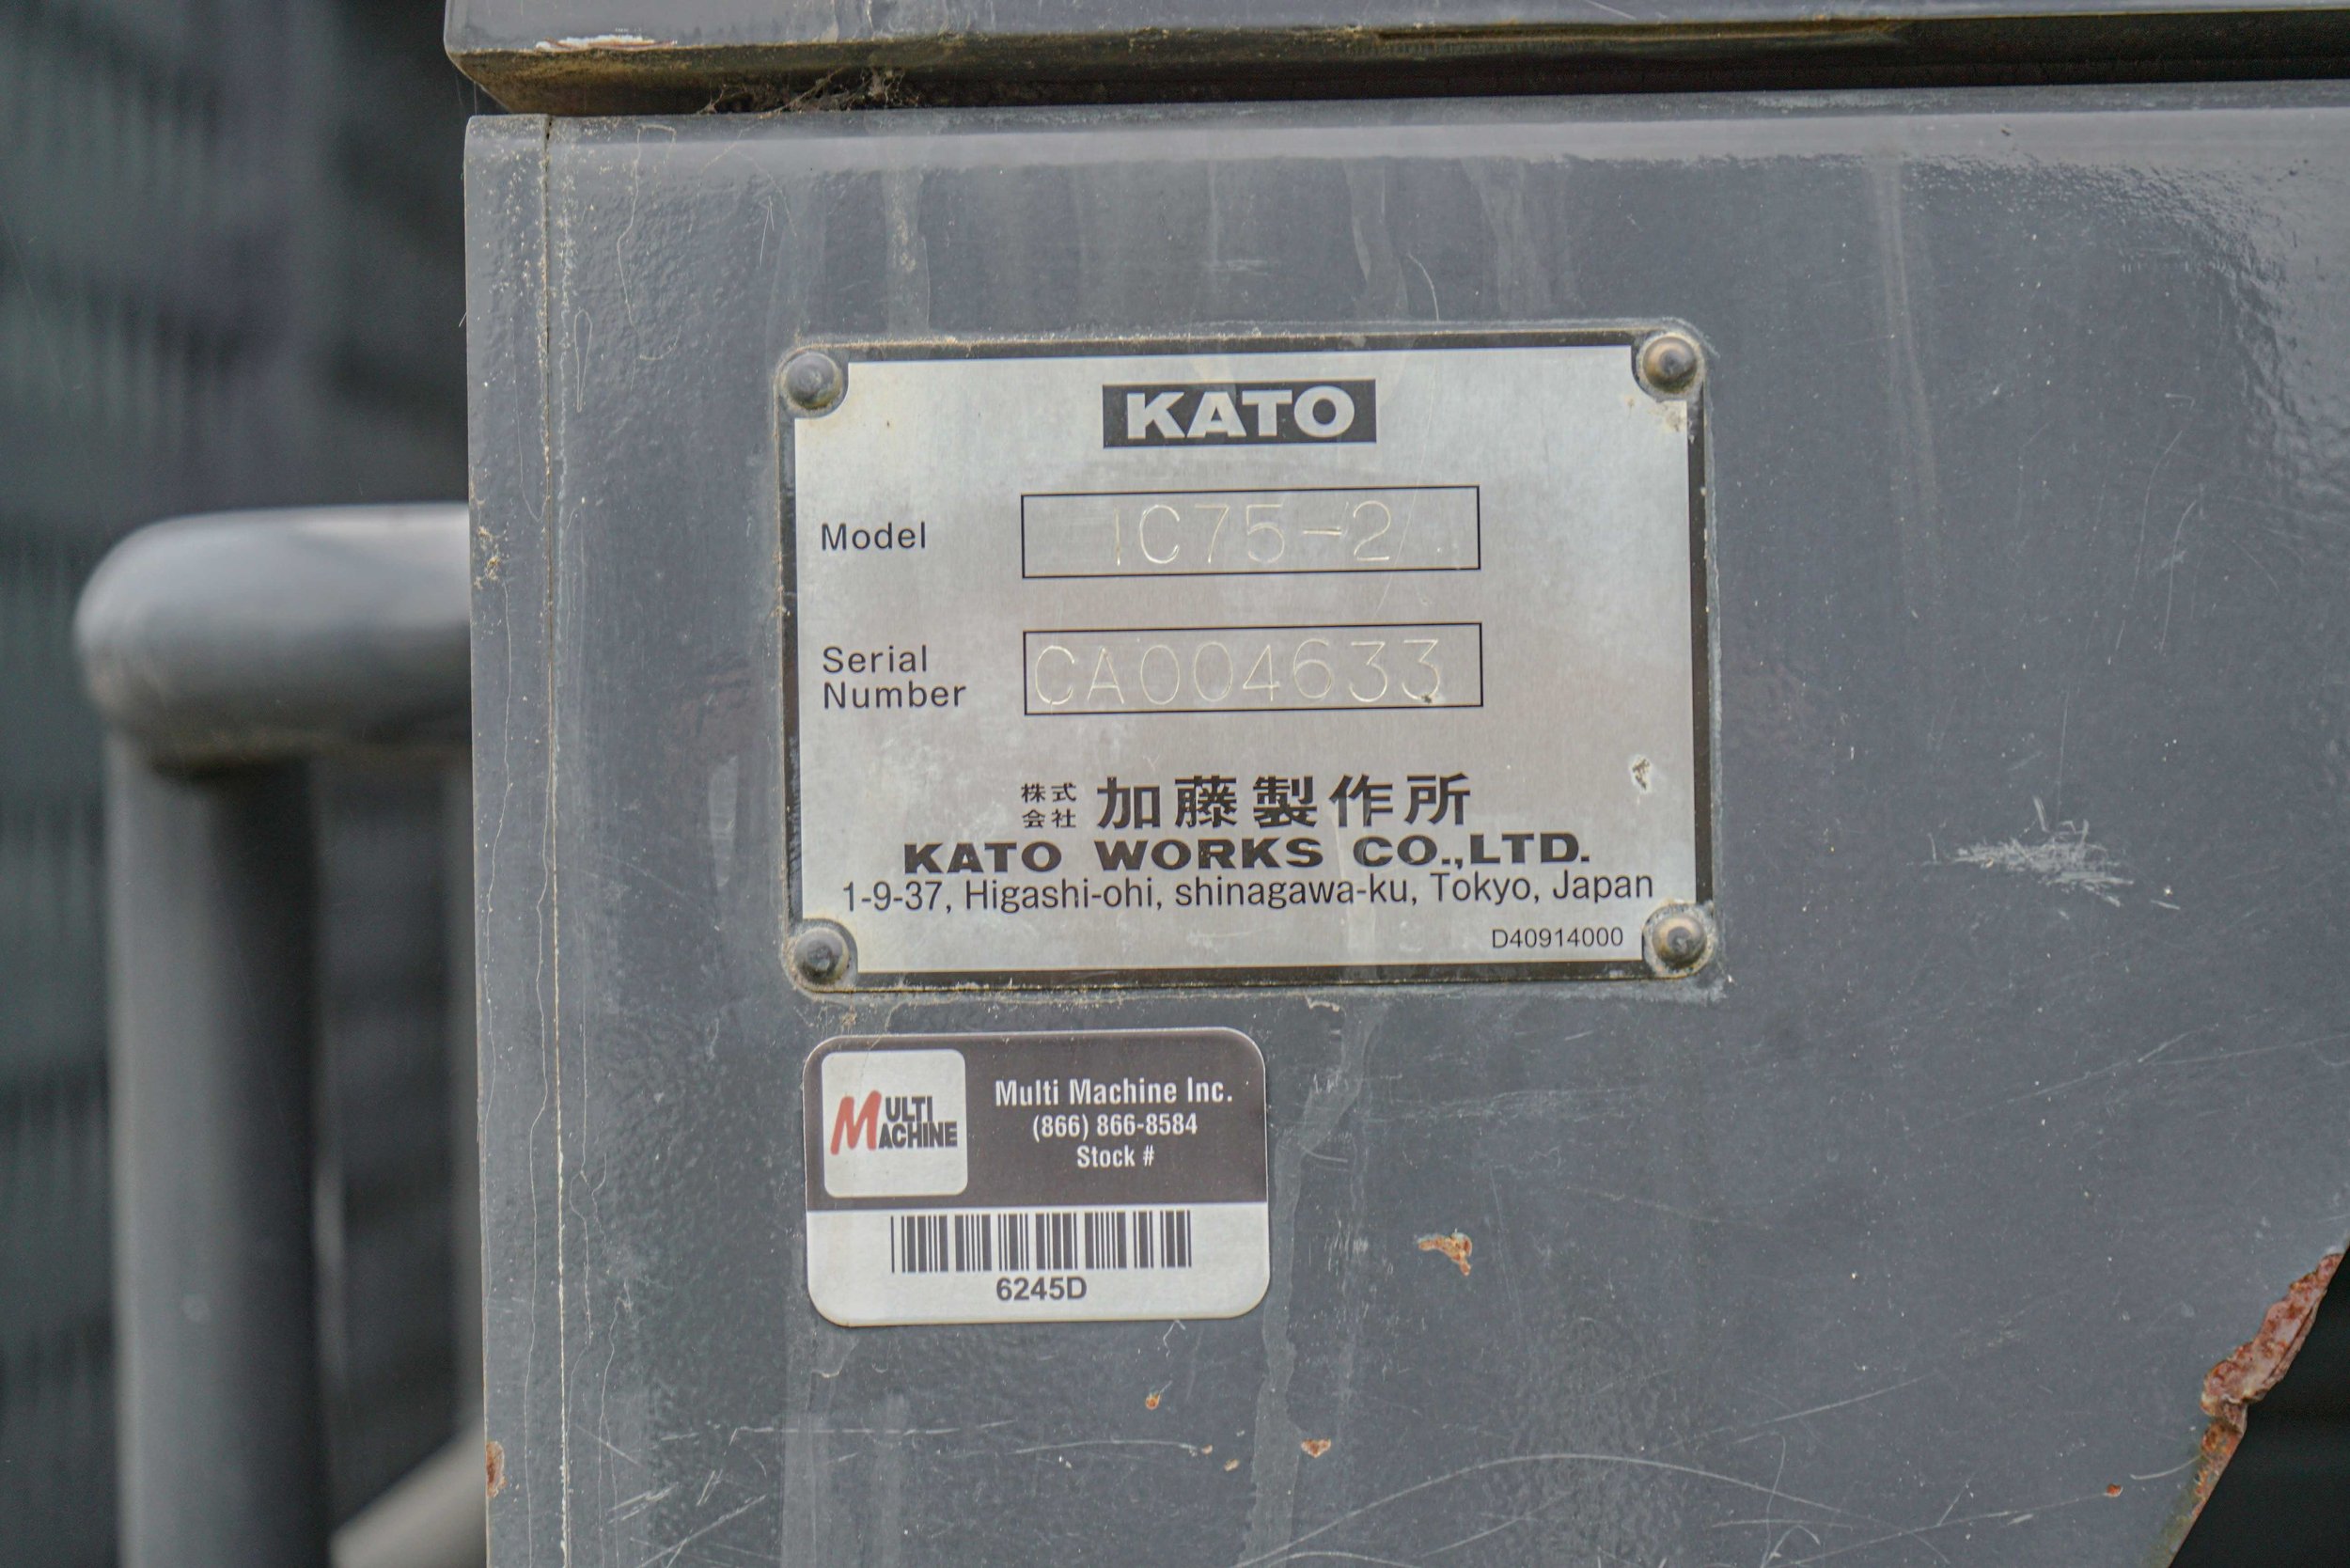 KATO
Model IC75-2
Serial
Number CA004633
株式
会社 加藤製作所
KATO WORKS CO.,LTD.
1-9-37, Higashi-ohi, shinagawa-ku, Tokyo, Japan
D40914000
MULTI
MACHINE
Multi Machine Inc.
(866) 866-8584
Stock #
6245D